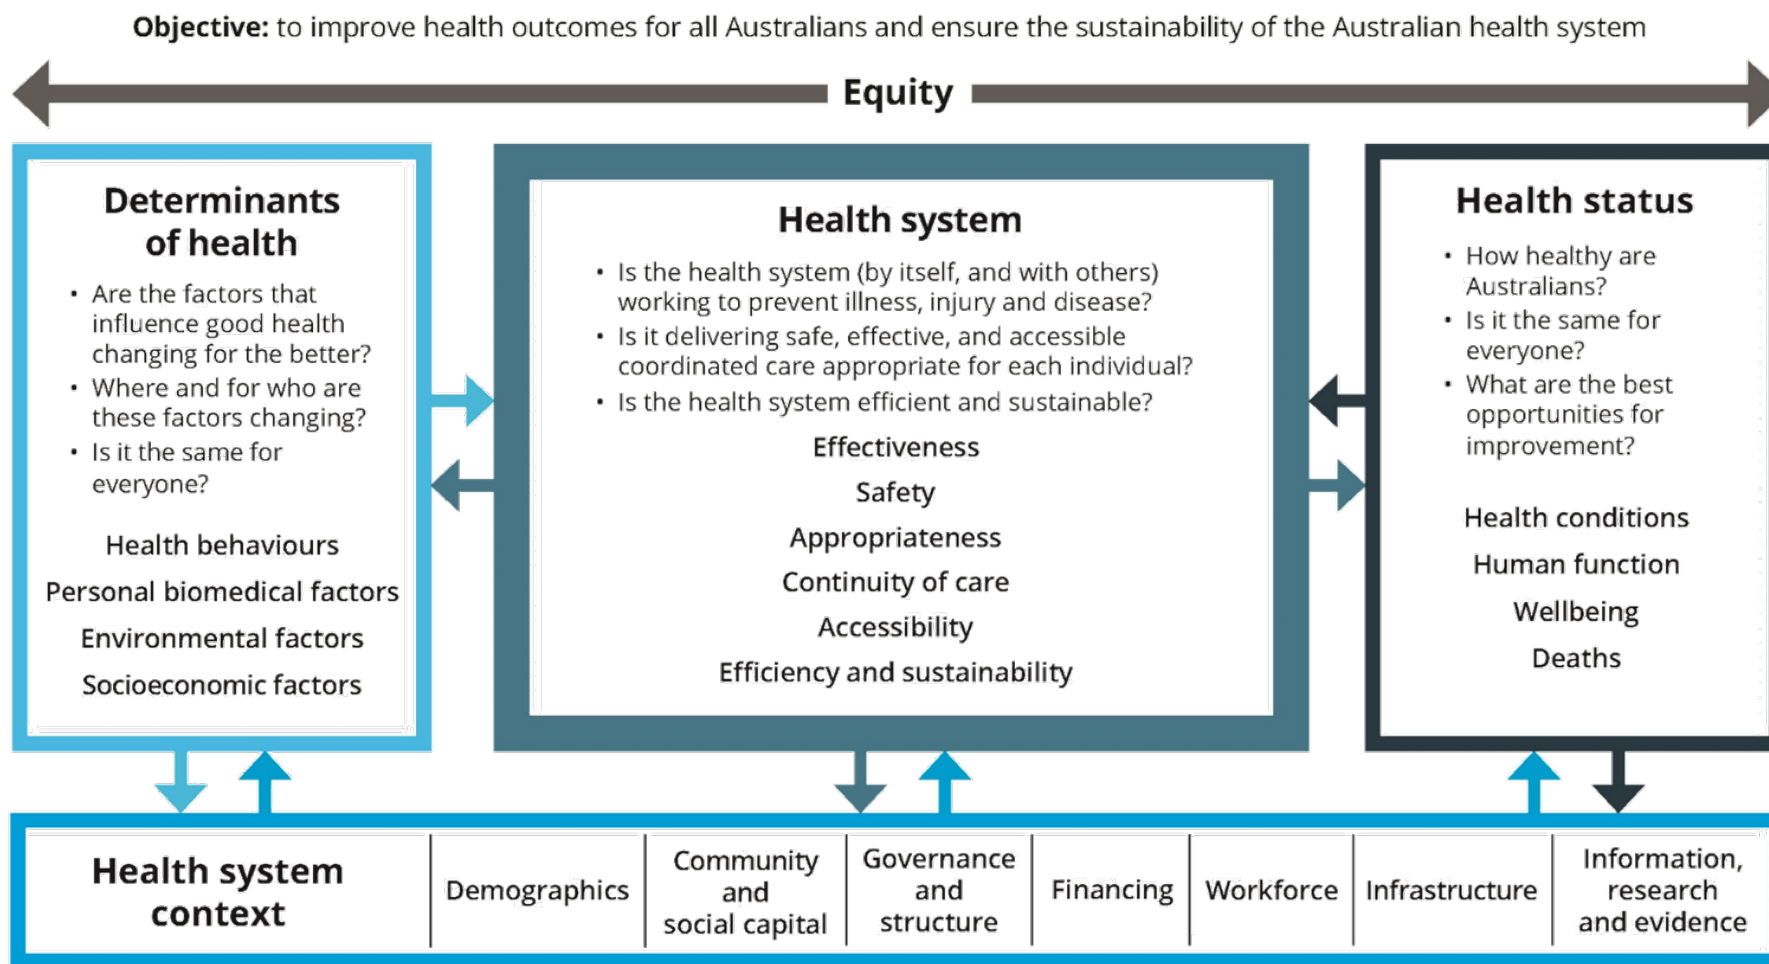 Objective: to improve health outcomes for all Australians and ensure the sustainability of the Australian health system
Equity
Determinants
of health
• Are the factors that
influence good health
changing for the better?
• Where and for who are
these factors changing?
• Is it the same for
everyone?
Health behaviours
Personal biomedical factors
Environmental factors
Socioeconomic factors
Health system
• Is the health system (by itself, and with others)
working to prevent illness, injury and disease?
• Is it delivering safe, effective, and accessible
coordinated care appropriate for each individual?
• Is the health system efficient and sustainable?
Effectiveness
Safety
Appropriateness
Continuity of care
Accessibility
Efficiency and sustainability
Health status
• How healthy are
Australians?
• Is it the same for
everyone?
• What are the best
opportunities for
improvement?
Health conditions
Human function
Wellbeing
Deaths
Health system
context
Demographics
Community
and
social capital
Governance
and
structure
Financing
Workforce
Infrastructure
Information,
research
and evidence